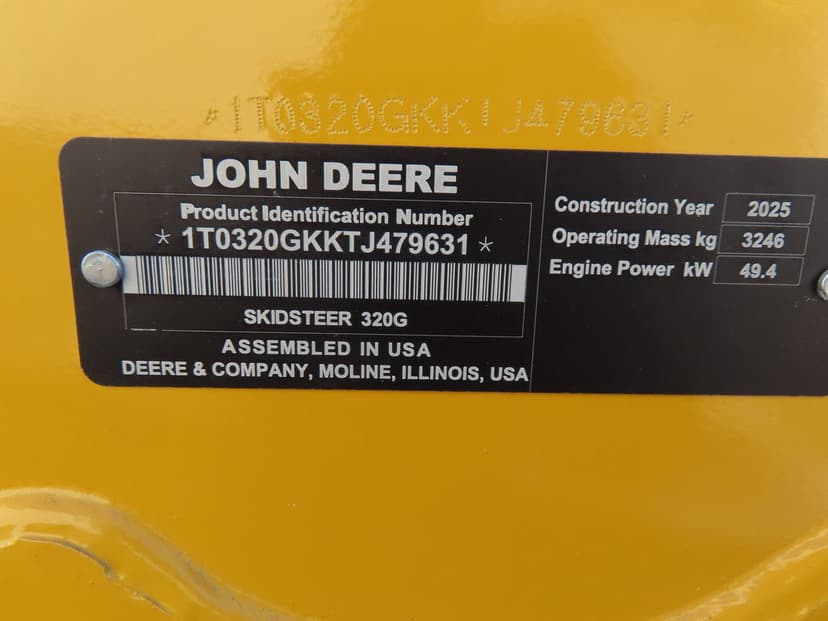 *1T0320GKKTJ479631*
JOHN DEERE
Product Identification Number
* 1T0320GKKTJ479631 *
SKIDSTEER 320G
ASSEMBLED IN USA
DEERE & COMPANY, MOLINE, ILLINOIS, USA
Construction Year 2025
Operating Mass kg 3246
Engine Power kW 49.4